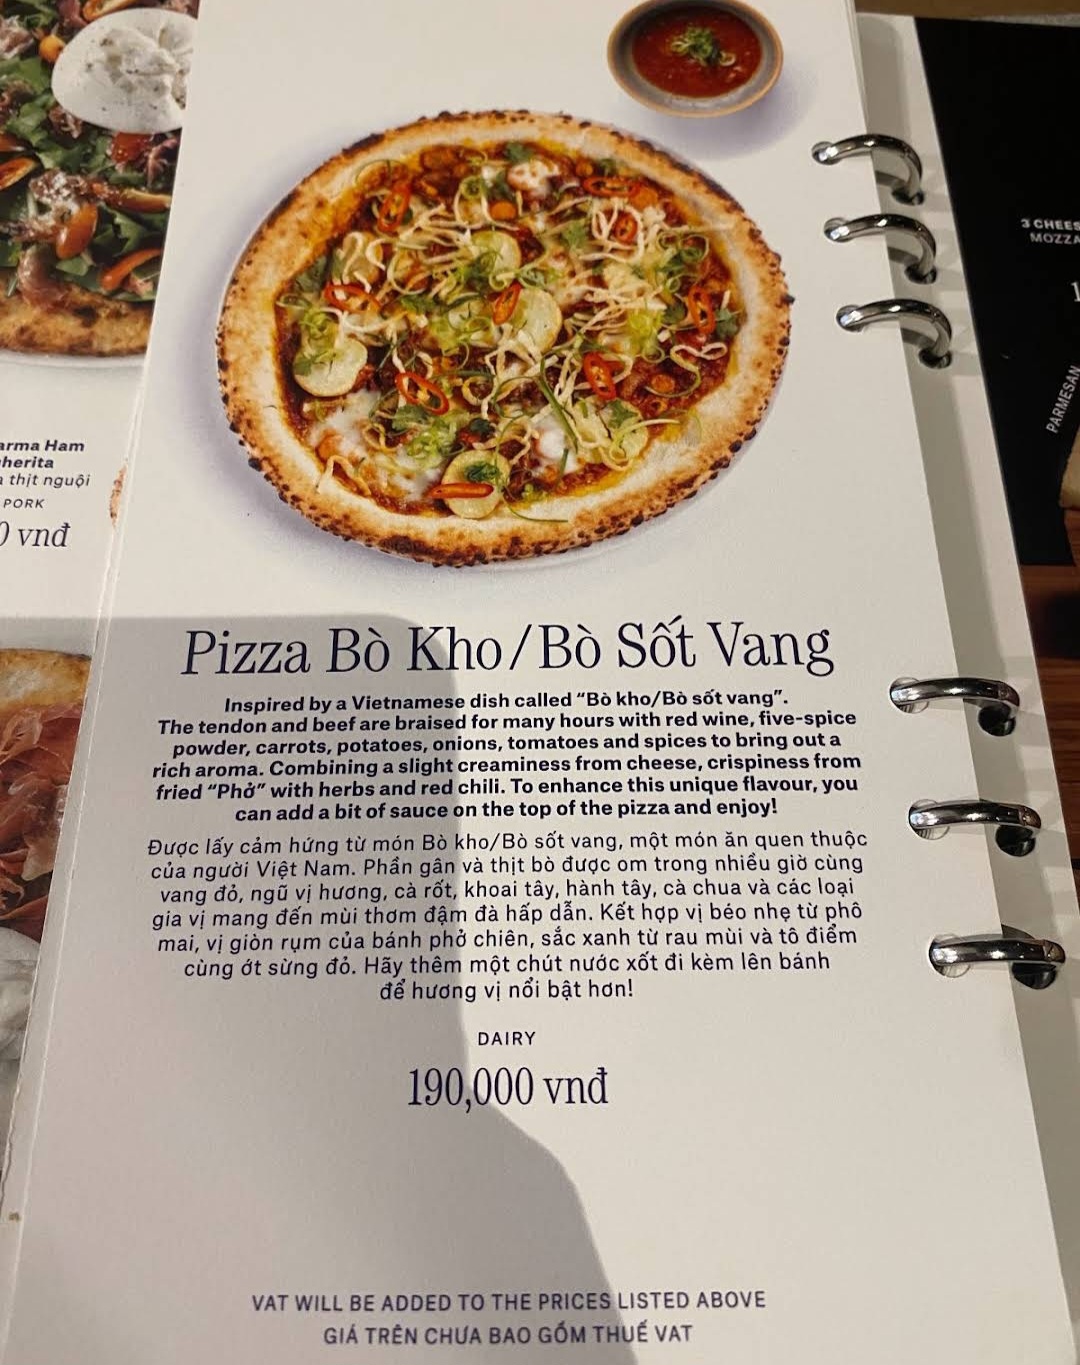 Pizza Bò Kho/Bò Sốt Vang
Inspired by a Vietnamese dish called “Bò kho/Bò sốt vang”.
The tendon and beef are braised for many hours with red wine, five-spice
powder, carrots, potatoes, onions, tomatoes and spices to bring out a
rich aroma. Combining a slight creaminess from cheese, crispiness from
fried “Phở” with herbs and red chili. To enhance this unique flavour, you
can add a bit of sauce on the top of the pizza and enjoy!
Được lấy cảm hứng từ món Bò kho/Bò sốt vang, một món ăn quen thuộc
của người Việt Nam. Phần gân và thịt bò được om trong nhiều giờ cùng
vang đỏ, ngũ vị hương, cà rốt, khoai tây, hành tây, cà chua và các loại
gia vị mang đến mùi thơm đậm đà hấp dẫn. Kết hợp vị béo nhẹ từ phô
mai, vị giòn rụm của bánh phở chiên, sắc xanh từ rau mùi và tô điểm
cùng ớt sừng đỏ. Hãy thêm một chút nước xốt đi kèm lên bánh
để hương vị nổi bật hơn!
DAIRY
190,000 vnđ
VAT WILL BE ADDED TO THE PRICES LISTED ABOVE
GIÁ TRÊN CHƯA BAO GỒM THUẾ VAT
Ham
thịt nguội
PORK
vnđ
3
PARMESAN